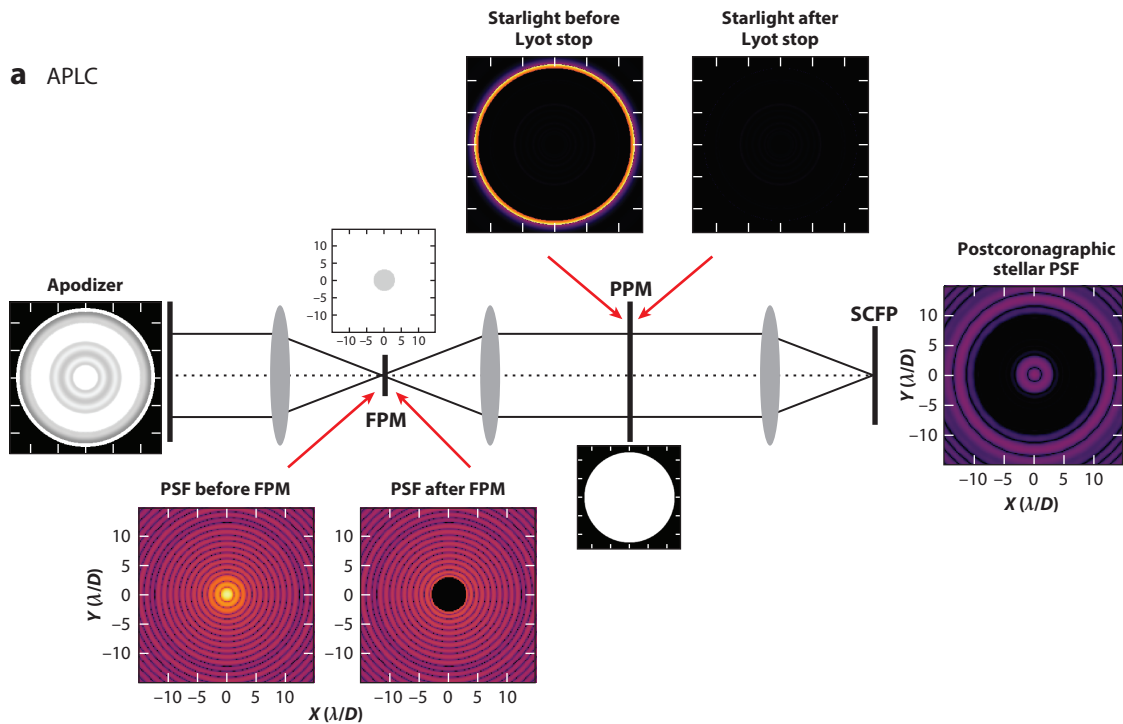 a APLC
Starlight before
Lyot stop
Starlight after
Lyot stop
Apodizer
10
5
0
−5
−10
−10 −5 0 5 10
FPM
PPM
SCFP
Postcoronagraphic
stellar PSF
Y (λ/D)
10
5
0
−5
−10
−10 −5 0 5 10
X (λ/D)
PSF before FPM
PSF after FPM
Y (λ/D)
10
5
0
−5
−10
−10 −5 0 5 10
−10 −5 0 5 10
X (λ/D)